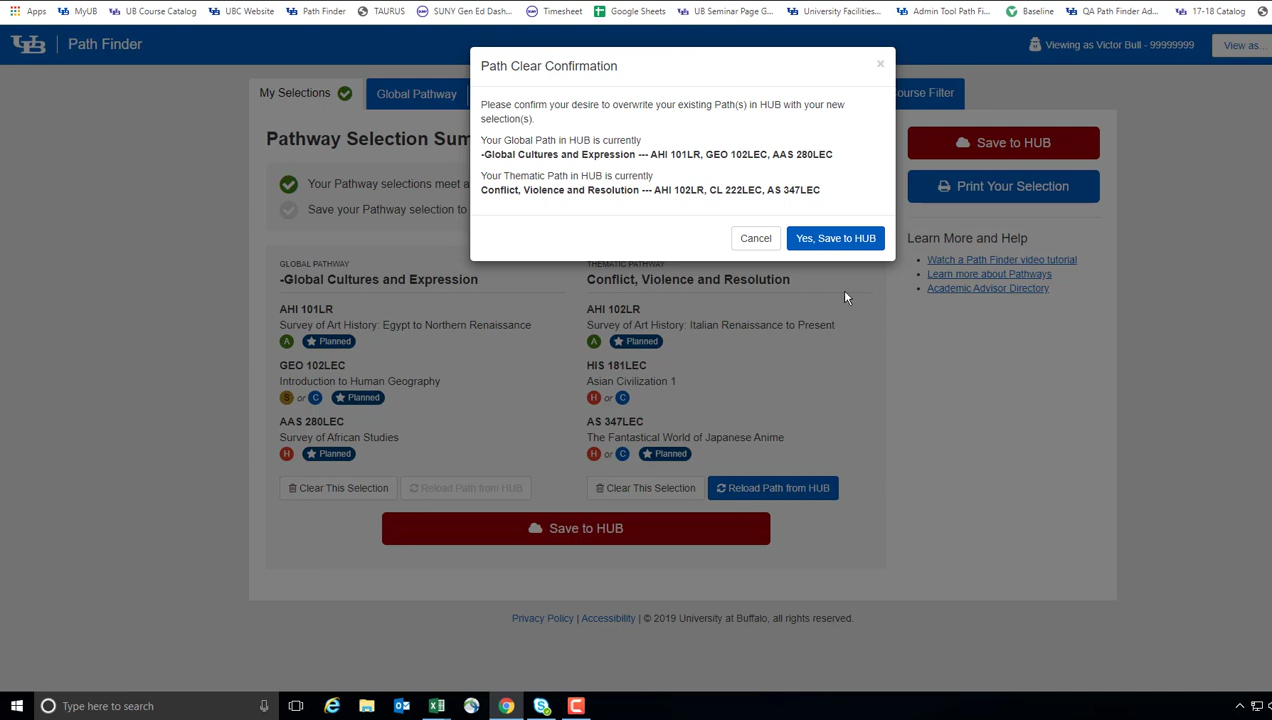 Apps MyUB UB Course Catalog UBC Website Path Finder TAURUS SUNY Gen Ed Dash... Timesheet Google Sheets UB Seminar Page G... University Facilities... Admin Tool Path Fi... Baseline QA Path Finder Ad... 17-18 Catalog
UB Path Finder
Viewing as Victor Bull - 99999999
View as...
My Selections
Global Pathway
ourse Filter
Path Clear Confirmation
×
Please confirm your desire to overwrite your existing Path(s) in HUB with your new
selection(s).
Your Global Path in HUB is currently
-Global Cultures and Expression --- AHI 101LR, GEO 102LEC, AAS 280LEC
Your Thematic Path in HUB is currently
Conflict, Violence and Resolution --- AHI 102LR, CL 222LEC, AS 347LEC
Cancel
Yes, Save to HUB
Pathway Selection Sum
Your Pathway selections meet a
Save your Pathway selection to
Save to HUB
Print Your Selection
Learn More and Help
Watch a Path Finder video tutorial
Learn more about Pathways
Academic Advisor Directory
GLOBAL PATHWAY
-Global Cultures and Expression
AHI 101LR
Survey of Art History: Egypt to Northern Renaissance
A Planned
GEO 102LEC
Introduction to Human Geography
S or C Planned
AAS 280LEC
Survey of African Studies
H Planned
Clear This Selection
Reload Path from HUB
THEMATIC PATHWAY
Conflict, Violence and Resolution
AHI 102LR
Survey of Art History: Italian Renaissance to Present
A Planned
HIS 181LEC
Asian Civilization 1
H or C
AS 347LEC
The Fantastical World of Japanese Anime
H or C Planned
Clear This Selection
Reload Path from HUB
Save to HUB
Privacy Policy | Accessibility | © 2019 University at Buffalo, all rights reserved.
Type here to search